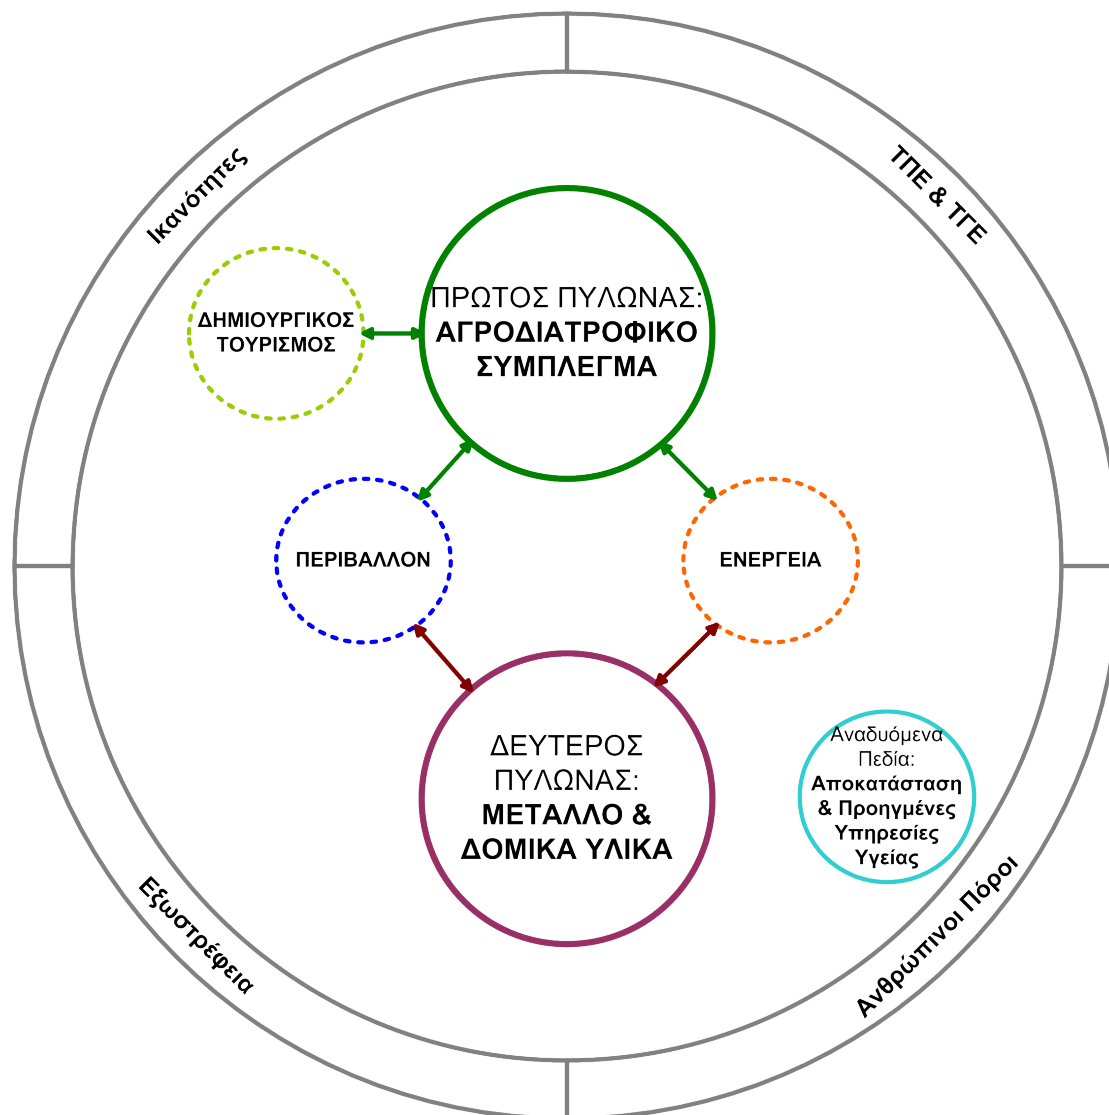 Ικανότητες
ΤΠΕ & ΤΓΕ
ΠΡΩΤΟΣ ΠΥΛΩΝΑΣ:
ΑΓΡΟΔΙΑΤΡΟΦΙΚΟ
ΣΥΜΠΛΕΓΜΑ
ΔΗΜΙΟΥΡΓΙΚΟΣ
ΤΟΥΡΙΣΜΟΣ
ΠΕΡΙΒΑΛΛΟΝ
ΕΝΕΡΓΕΙΑ
ΔΕΥΤΕΡΟΣ
ΠΥΛΩΝΑΣ:
ΜΕΤΑΛΛΟ &
ΔΟΜΙΚΑ ΥΛΙΚΑ
Αναδυόμενα
Πεδία:
Αποκατάσταση
& Προηγμένες
Υπηρεσίες
Υγείας
Εξωστρέφεια
Ανθρώπινοι Πόροι